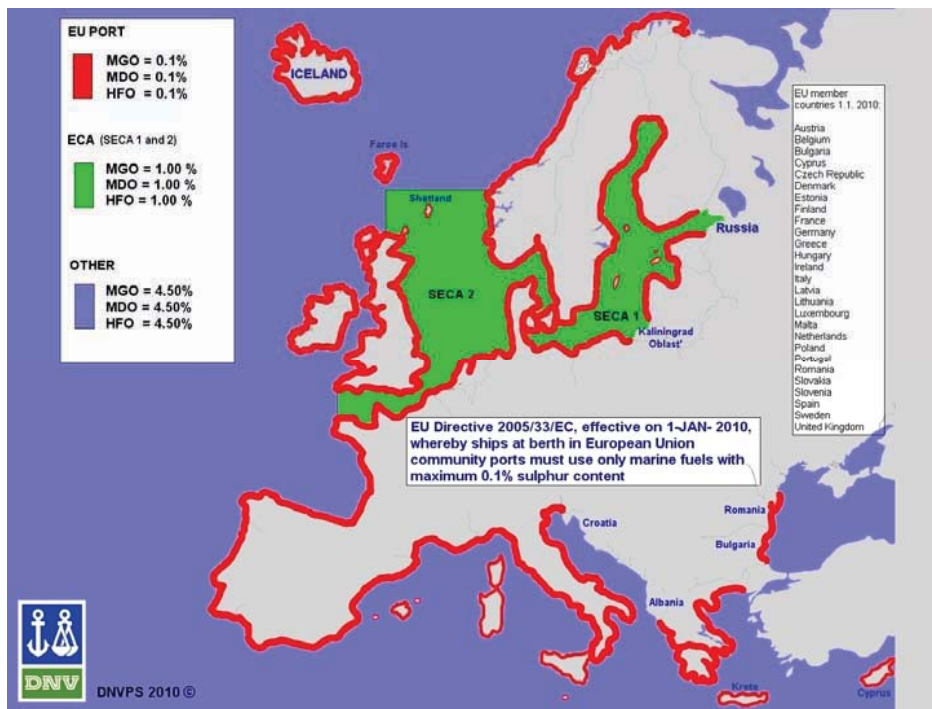 EU PORT
MGO = 0.1%
MDO = 0.1%
HFO = 0.1%
ECA (SECA 1 and 2)
MGO = 1.00 %
MDO = 1.00 %
HFO = 1.00 %
OTHER
MGO = 4.50%
MDO = 4.50%
HFO = 4.50%
ICELAND
Faroe Is
Shetland
SECA 2
SECA 1
Russia
Kaliningrad
Oblast'
EU member
countries 1.1. 2010:
Austria
Belgium
Bulgaria
Cyprus
Czech Republic
Denmark
Estonia
Finland
France
Germany
Greece
Hungary
Ireland
Italy
Latvia
Lithuania
Luxembourg
Malta
Netherlands
Poland
Portugal
Romania
Slovakia
Slovenia
Spain
Sweden
United Kingdom
EU Directive 2005/33/EC, effective on 1-JAN- 2010,
whereby ships at berth in European Union
community ports must use only marine fuels with
maximum 0.1% sulphur content
Croatia
Romania
Bulgaria
Albania
Krete
Cyprus
DNV
DNVPS 2010 ©